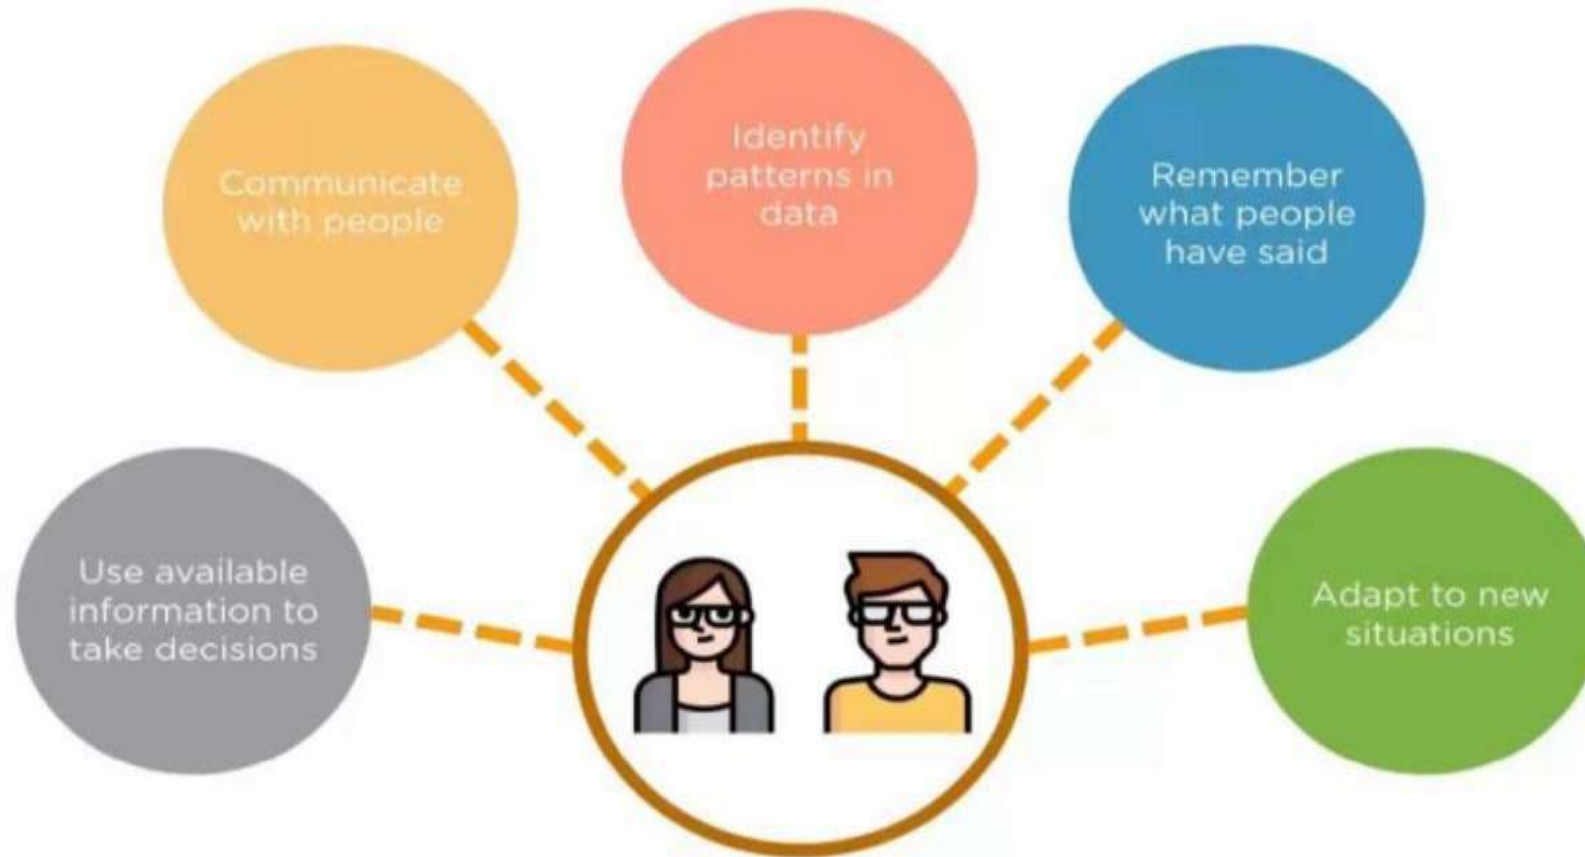 Communicate
with people
Identify
patterns in
data
Remember
what people
have said
Use available
information to
take decisions
Adapt to new
situations